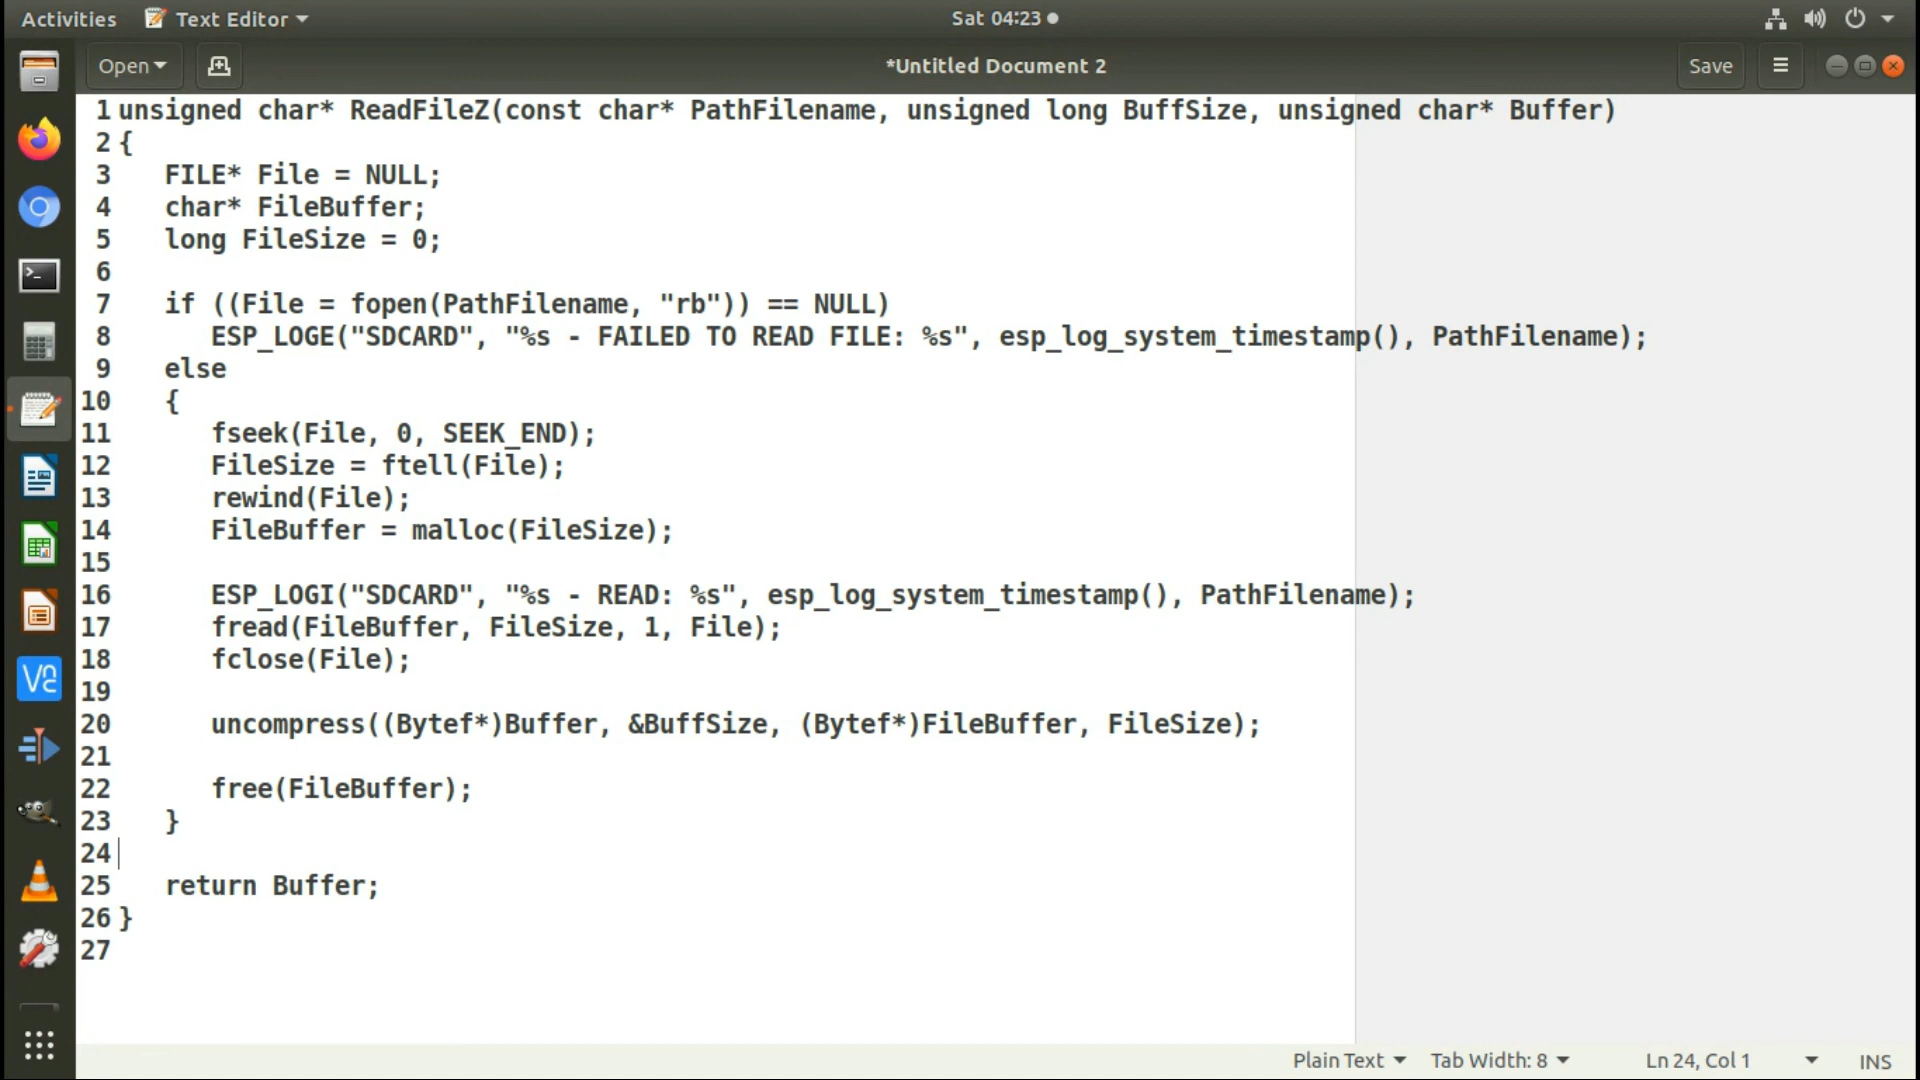 Activities Text Editor Sat 04:23
Open *Untitled Document 2 Save
1 unsigned char* ReadFileZ(const char* PathFilename, unsigned long BuffSize, unsigned char* Buffer)
2 {
3    FILE* File = NULL;
4    char* FileBuffer;
5    long FileSize = 0;
6
7    if ((File = fopen(PathFilename, "rb")) == NULL)
8       ESP_LOGE("SDCARD", "%s - FAILED TO READ FILE: %s", esp_log_system_timestamp(), PathFilename);
9    else
10    {
11       fseek(File, 0, SEEK_END);
12       FileSize = ftell(File);
13       rewind(File);
14       FileBuffer = malloc(FileSize);
15
16       ESP_LOGI("SDCARD", "%s - READ: %s", esp_log_system_timestamp(), PathFilename);
17       fread(FileBuffer, FileSize, 1, File);
18       fclose(File);
19
20       uncompress((Bytef*)Buffer, &BuffSize, (Bytef*)FileBuffer, FileSize);
21
22       free(FileBuffer);
23    }
24
25    return Buffer;
26 }
27
Plain Text Tab Width: 8 Ln 24, Col 1 INS